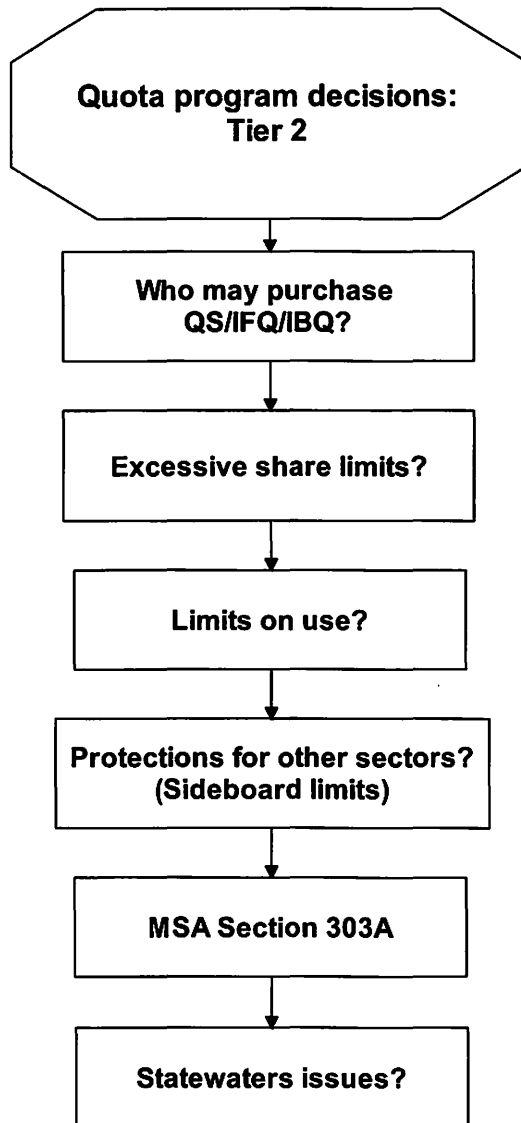 Quota program decisions:
Tier 2
Who may purchase
QS/IFQ/IBQ?
Excessive share limits?
Limits on use?
Protections for other sectors?
(Sideboard limits)
MSA Section 303A
Statewaters issues?